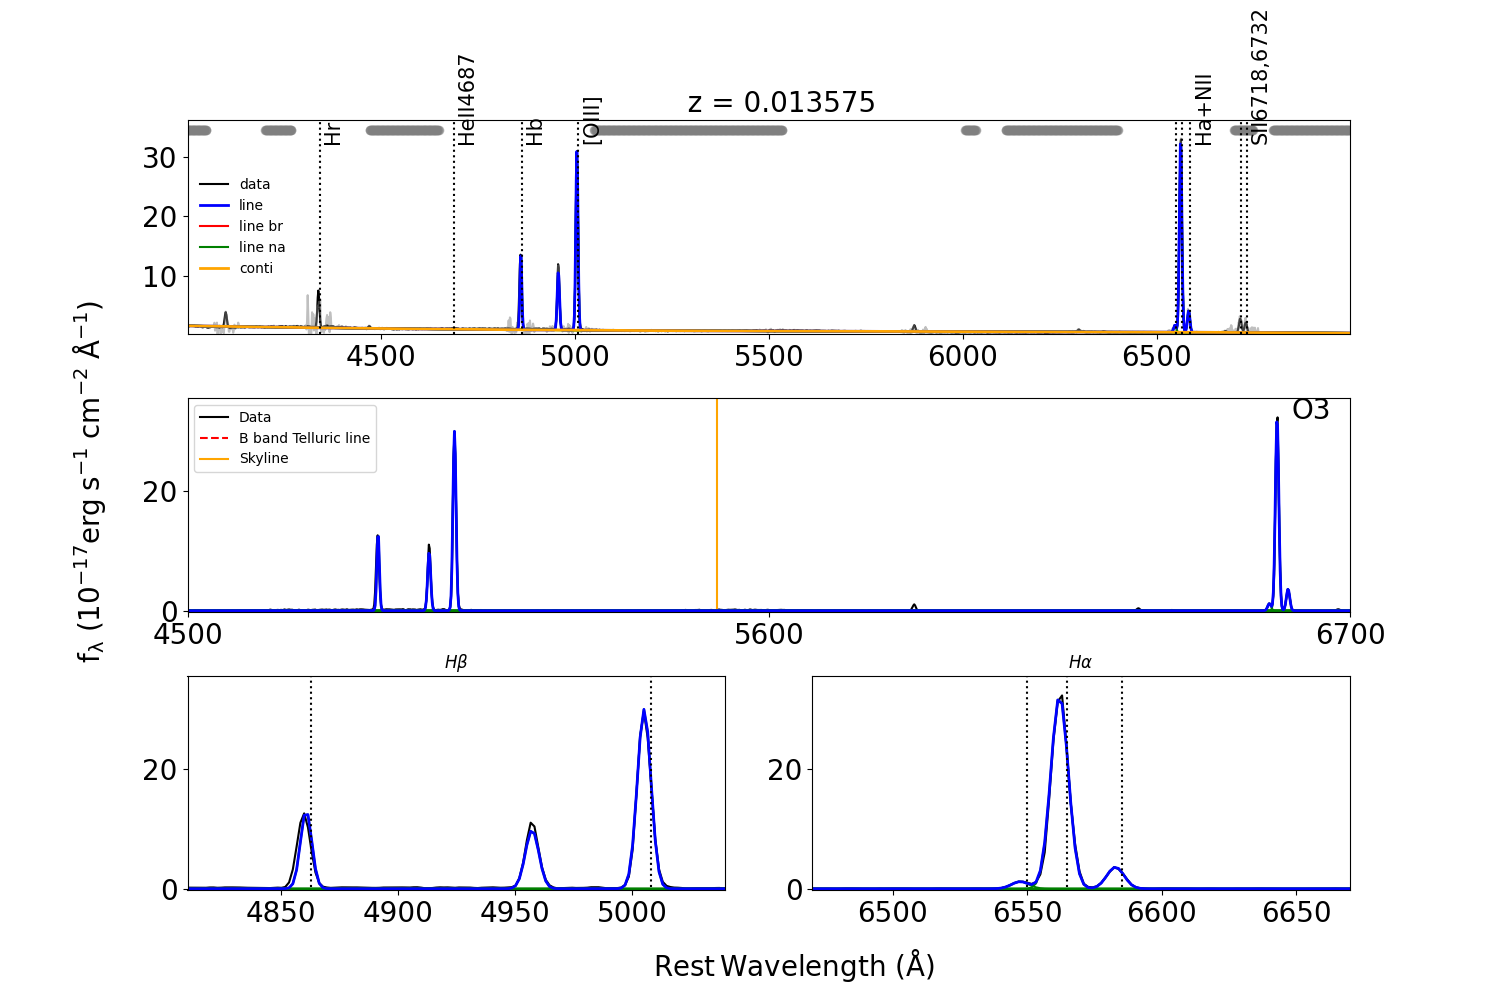 z = 0.013575
Hr
HeII4687
Hb
[OIII]
Ha+NII
SII6718,6732
30
20
10
data
line
line br
line na
conti
4500 5000 5500 6000 6500
fλ (10⁻¹⁷erg s⁻¹ cm⁻² Å⁻¹)
Data
B band Telluric line
Skyline
O3
20
0
4500 5600 6700
Hβ
20
0
4850 4900 4950 5000
Hα
20
0
6500 6550 6600 6650
Rest Wavelength (Å)